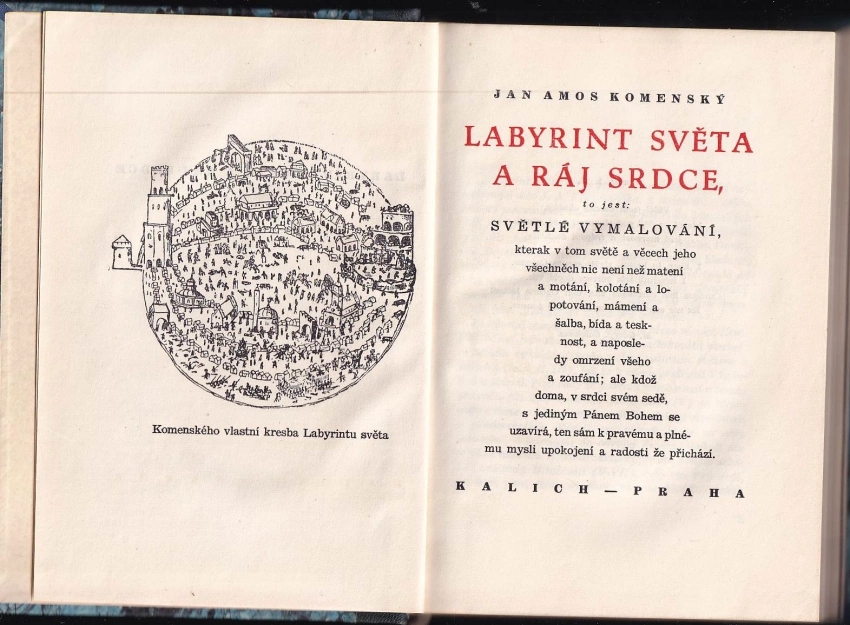 Komenského vlastní kresba Labyrintu světa
JAN AMOS KOMENSKÝ
LABYRINT SVĚTA
A RÁJ SRDCE,
to jest:
SVĚTLÉ VYMALOVÁNÍ,
kterak v tom světě a věcech jeho
všechněch nic není než matení
a motání, kolotání a lo-
potování, mámení a
šalba, bída a tesk-
nost, a naposle-
dy omrzení všeho
a zoufání; ale kdož
doma, v srdci svém sedě,
s jediným Pánem Bohem se
uzavírá, ten sám k pravému a plné-
mu mysli upokojení a radosti že přichází.
KALICH — PRAHA